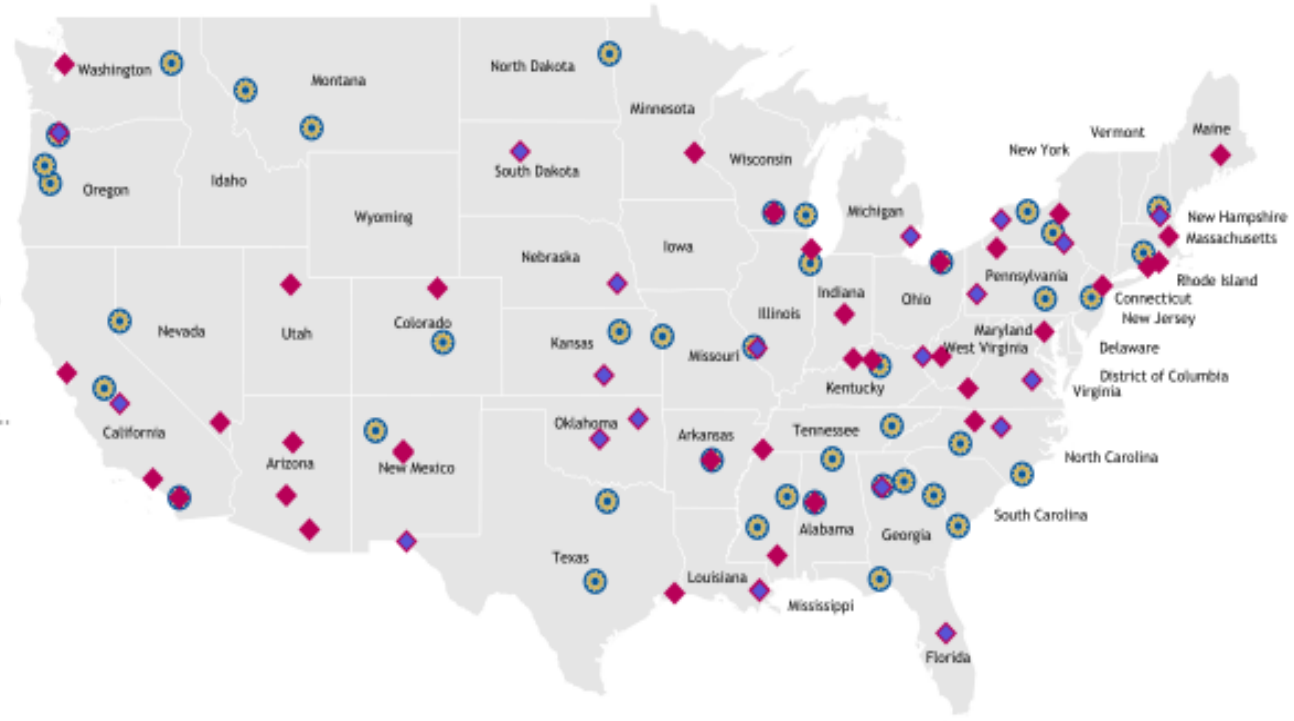 Washington
Montana
North Dakota
Minnesota
Vermont
Maine
New York
Wisconsin
South Dakota
Oregon
Idaho
Wyoming
Michigan
New Hampshire
Massachusetts
Iowa
Nebraska
Pennsylvania
Rhode Island
Indiana
Ohio
Connecticut
Illinois
New Jersey
Nevada
Utah
Colorado
Kansas
Missouri
Maryland
West Virginia
Delaware
District of Columbia
Kentucky
Virginia
California
Oklahoma
Arkansas
Tennessee
Arizona
New Mexico
North Carolina
South Carolina
Alabama
Georgia
Texas
Louisiana
Mississippi
Florida